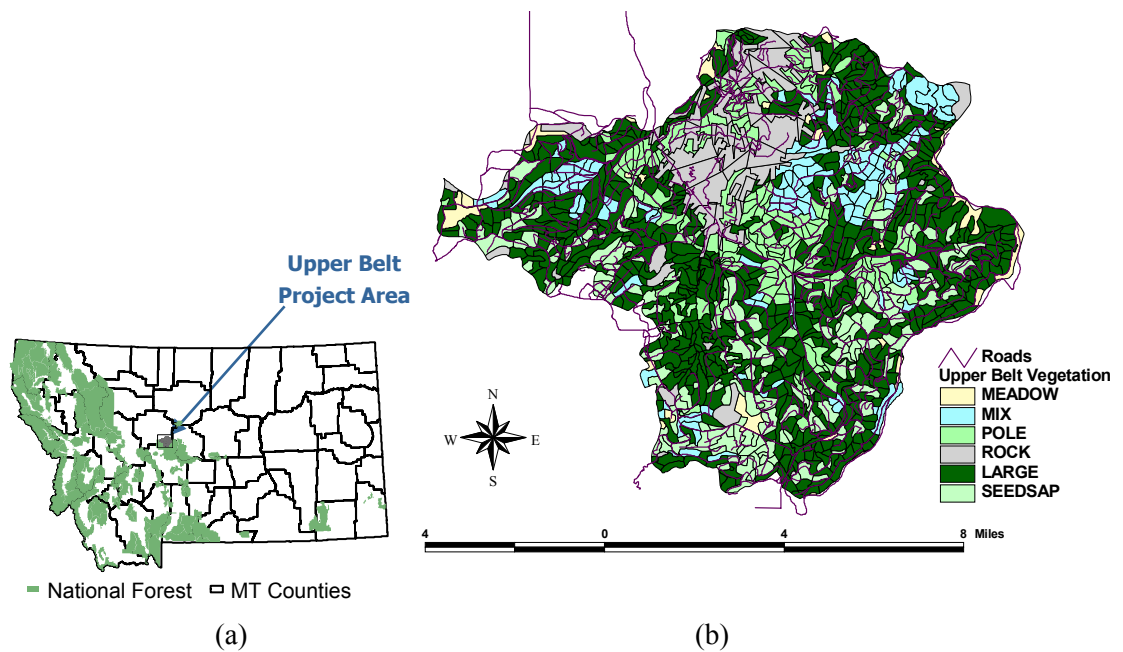 Upper Belt
Project Area
National Forest
MT Counties
(a)
N
W
E
S
Roads
Upper Belt Vegetation
MEADOW
MIX
POLE
ROCK
LARGE
SEEDSAP
4 0 4 8 Miles
(b)